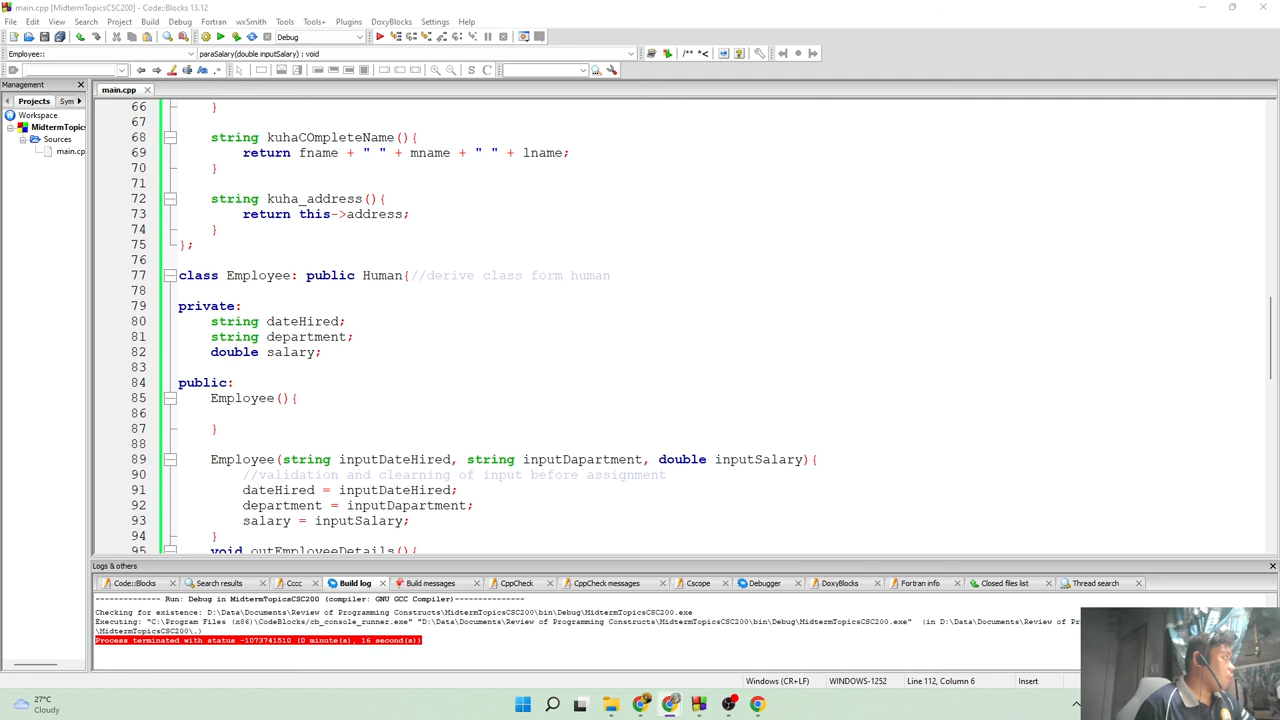 main.cpp [MidtermTopicsCSC200] - Code::Blocks 13.12
File Edit View Search Project Build Debug Fortran wxSmith Tools Tools+ Plugins DoxyBlocks Settings Help
Debug
Employee:: paraSalary(double inputSalary) : void
/** *<
S C
Management
main.cpp
Projects Sym
66 }
Workspace
67
MidtermTopics
68 string kuhaCOmpleteName(){
Sources
69 return fname + " " + mname + " " + lname;
main.cp
70 }
71
72 string kuha_address(){
73 return this->address;
74 }
75 };
76
77 class Employee: public Human{//derive class form human
78
79 private:
80 string dateHired;
81 string department;
82 double salary;
83
84 public:
85 Employee(){
86
87 }
88
89 Employee(string inputDateHired, string inputDapartment, double inputSalary){
90 //validation and clearning of input before assignment
91 dateHired = inputDateHired;
92 department = inputDapartment;
93 salary = inputSalary;
94 }
95 void outEmployeeDetails(){
Logs & others
Code::Blocks Search results Cccc Build log Build messages CppCheck CppCheck messages Cscope Debugger DoxyBlocks Fortran info Closed files list Thread search
-------------- Run: Debug in MidtermTopicsCSC200 (compiler: GNU GCC Compiler)---------------
Checking for existence: D:\Data\Documents\Review of Programming Constructs\MidtermTopicsCSC200\bin\Debug\MidtermTopicsCSC200.exe
Executing: "C:\Program Files (x86)\CodeBlocks/cb_console_runner.exe" "D:\Data\Documents\Review of Programming Constructs\MidtermTopicsCSC200\bin\Debug\MidtermTopicsCSC200.exe" (in D:\Data\Documents\Review of Pr
\MidtermTopicsCSC200\.)
Process terminated with status -1073741510 (0 minute(s), 16 second(s))
Windows (CR+LF) WINDOWS-1252 Line 112, Column 6 Insert
27°C
Cloudy